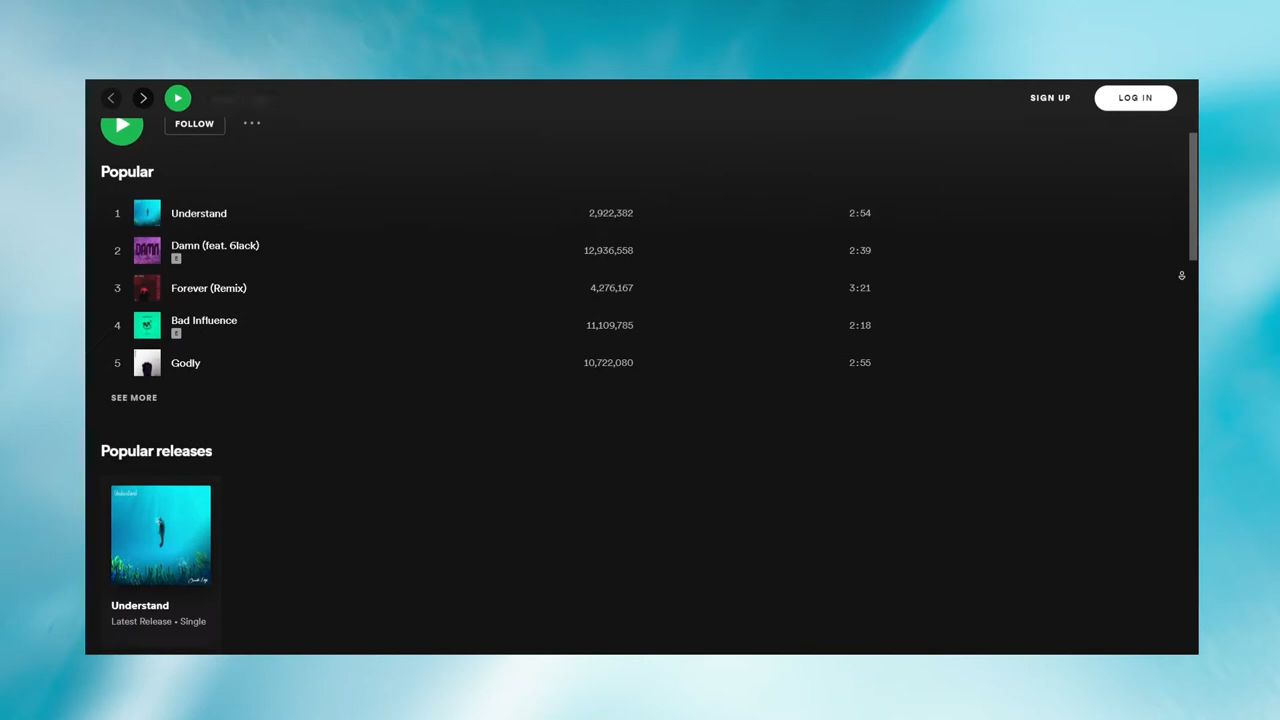 SIGN UP
LOG IN
FOLLOW
Popular
1 Understand 2,922,382 2:54
2 Damn (feat. 6lack) 12,936,558 2:39
E
3 Forever (Remix) 4,276,167 3:21
4 Bad Influence 11,109,785 2:18
E
5 Godly 10,722,080 2:55
SEE MORE
Popular releases
Understand
Understand
Latest Release • Single